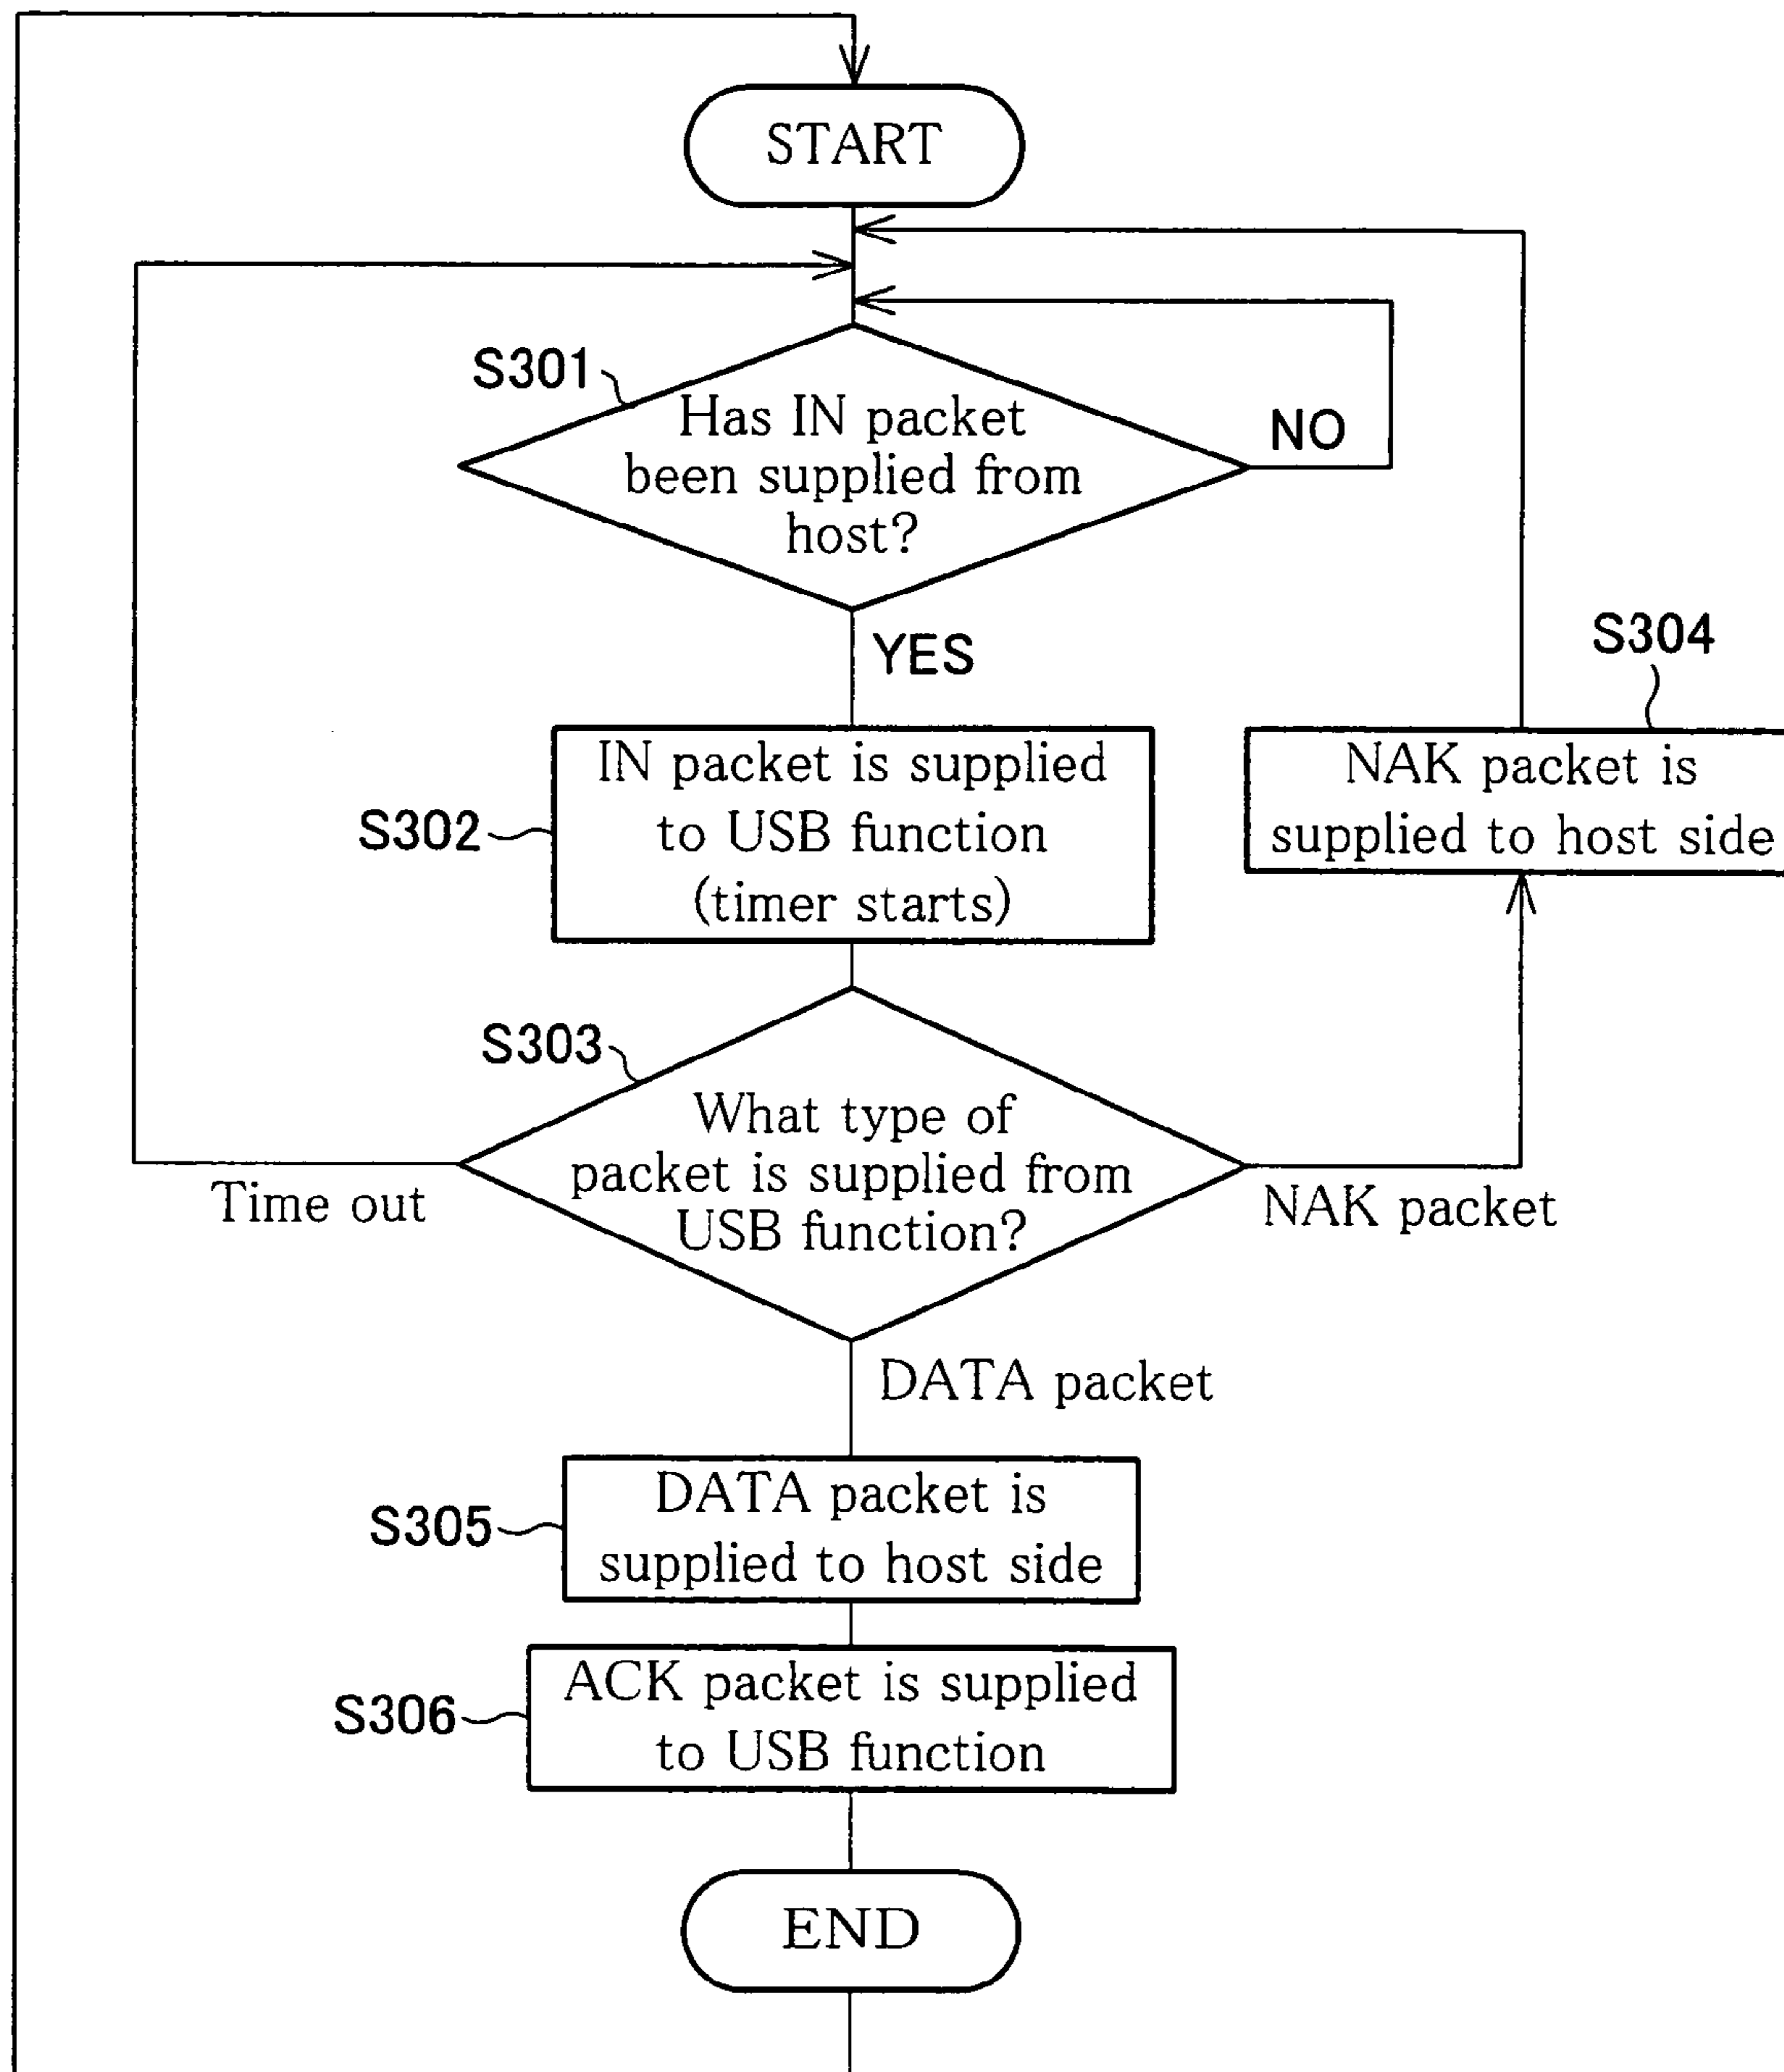 START
S301
Has IN packet
been supplied from
host?
NO
YES
S304
IN packet is supplied
to USB function
(timer starts)
S302
NAK packet is
supplied to host side
S303
What type of
packet is supplied from
USB function?
Time out
NAK packet
DATA packet
S305
DATA packet is
supplied to host side
S306
ACK packet is supplied
to USB function
END